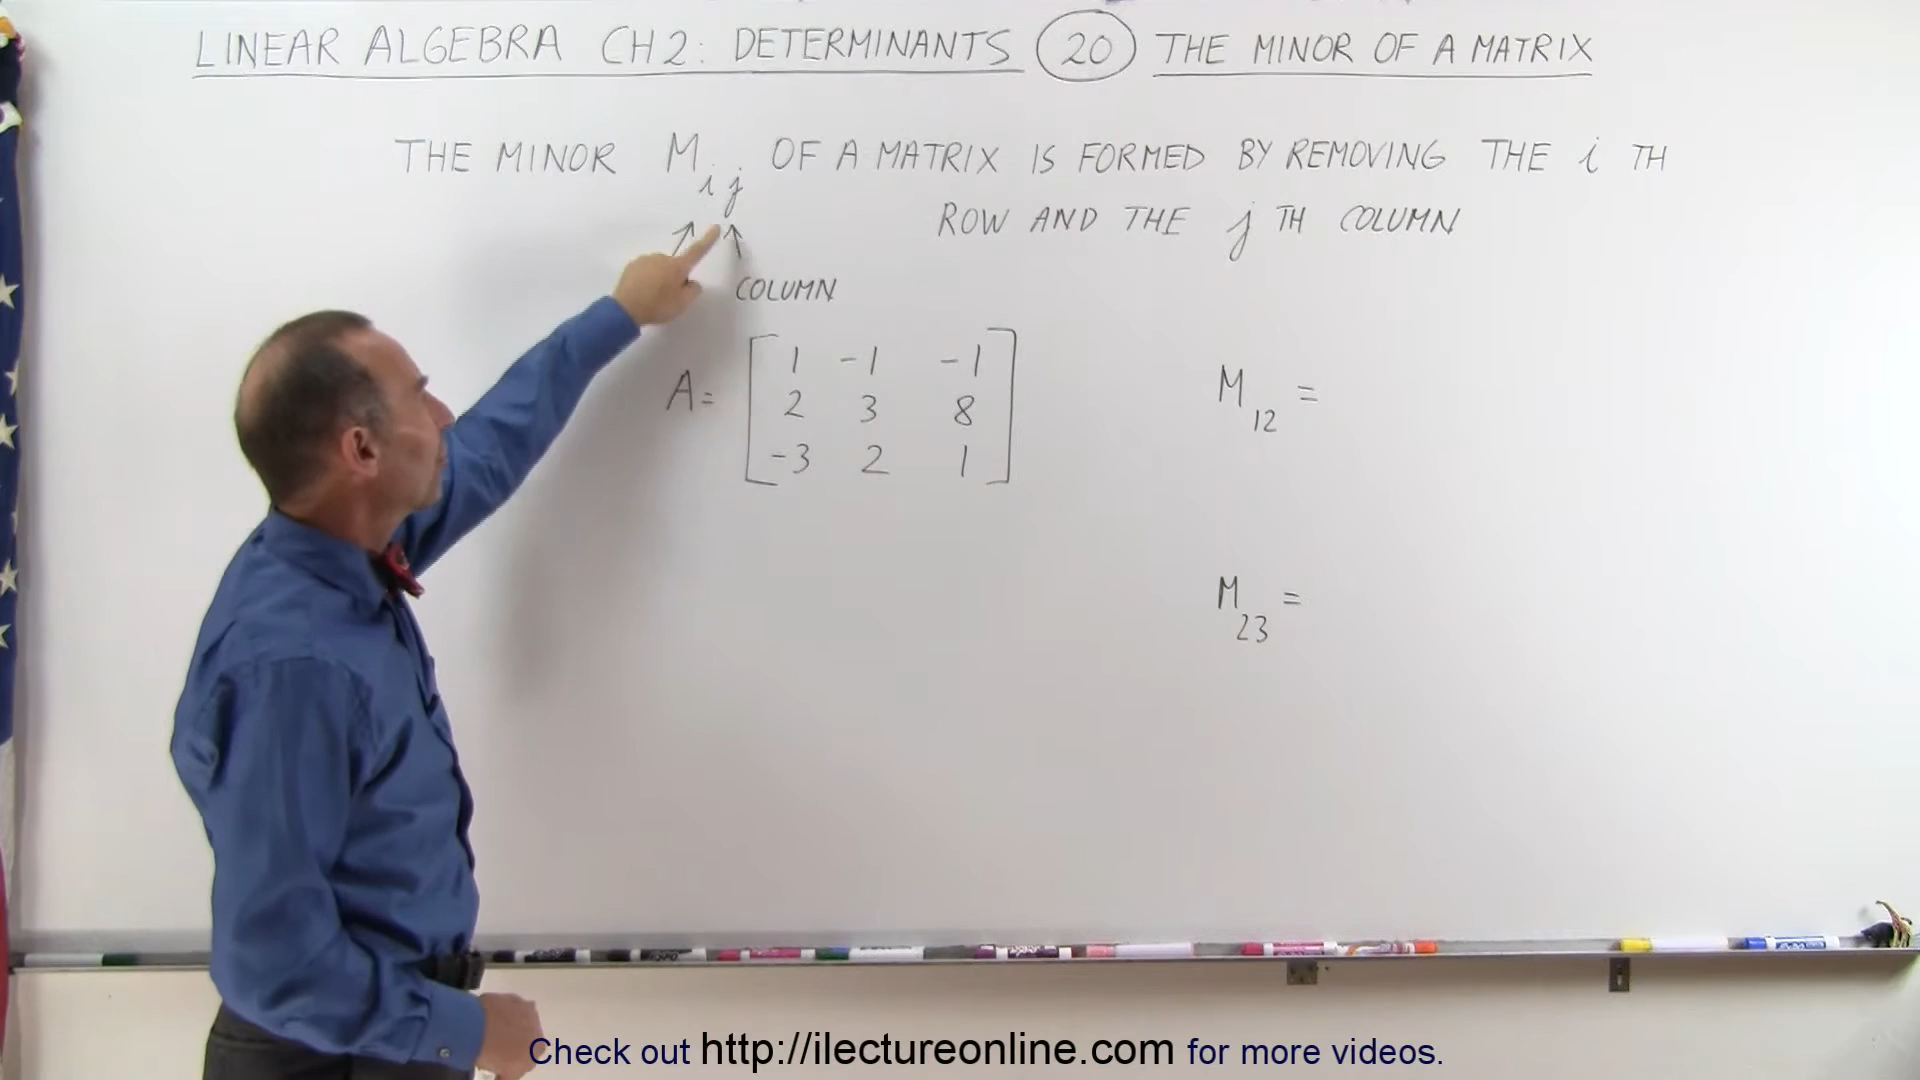 LINEAR ALGEBRA CH 2: DETERMINANTS 20 THE MINOR OF A MATRIX
THE MINOR M i j OF A MATRIX IS FORMED BY REMOVING THE i TH
ROW AND THE j TH COLUMN
COLUMN
A = [ 1 -1 -1
2 3 8
-3 2 1 ]
M 12 =
M 23 =
Check out http://ilectureonline.com for more videos.